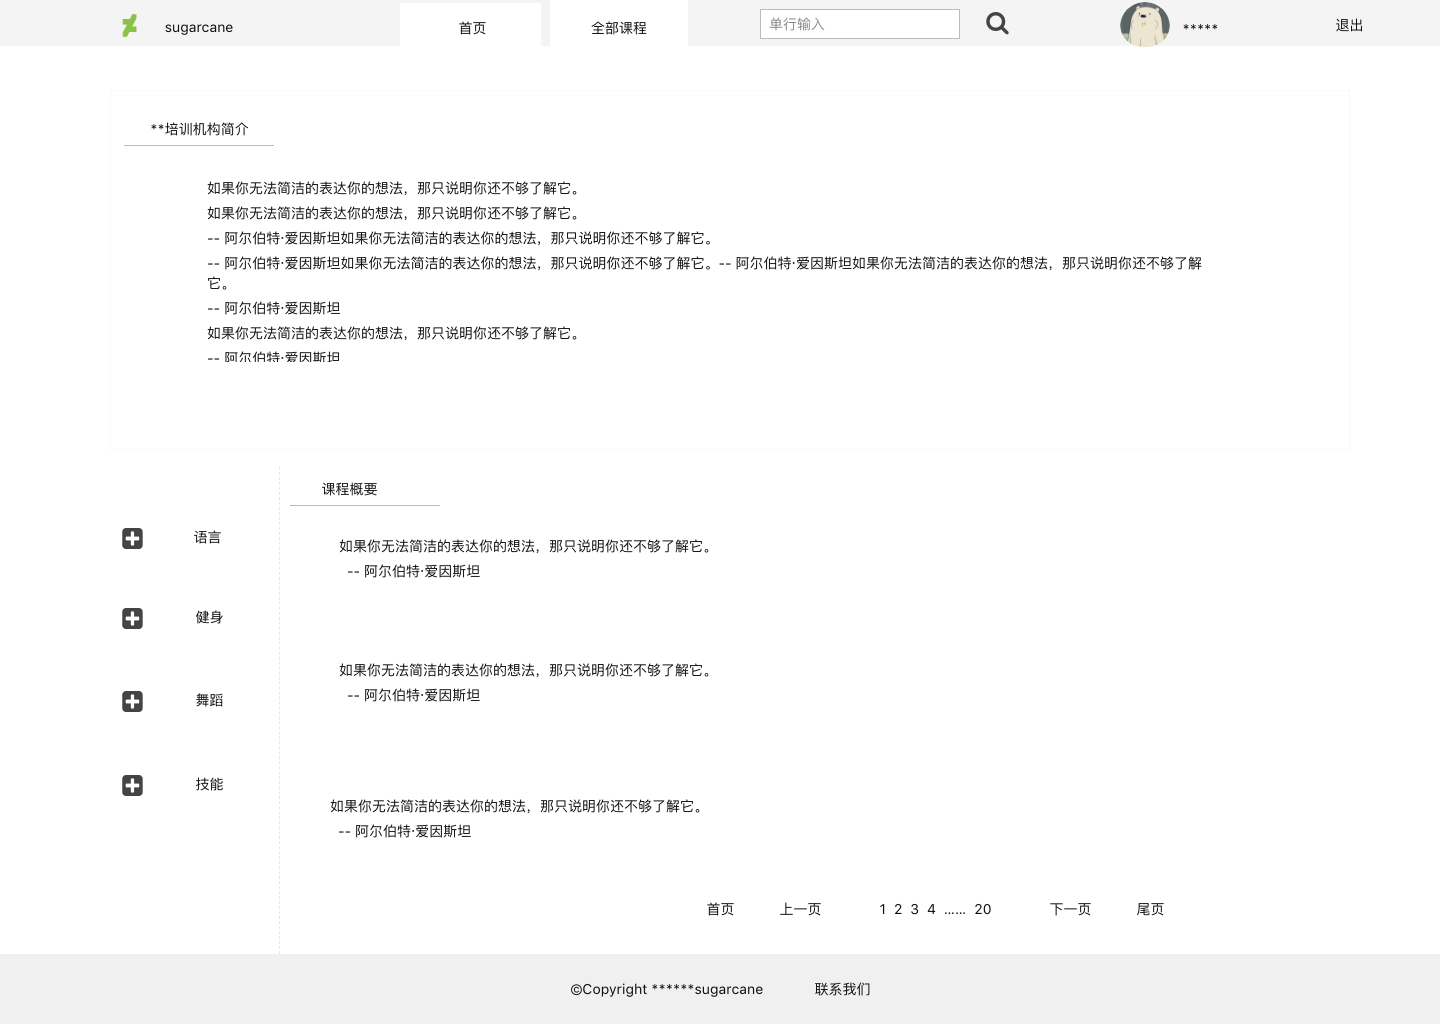 sugarcane
首页
全部课程
单行输入
*****
退出
**培训机构简介
如果你无法简洁的表达你的想法，那只说明你还不够了解它。
如果你无法简洁的表达你的想法，那只说明你还不够了解它。
-- 阿尔伯特·爱因斯坦如果你无法简洁的表达你的想法，那只说明你还不够了解它。
-- 阿尔伯特·爱因斯坦如果你无法简洁的表达你的想法，那只说明你还不够了解它。-- 阿尔伯特·爱因斯坦如果你无法简洁的表达你的想法，那只说明你还不够了解
它。
-- 阿尔伯特·爱因斯坦
如果你无法简洁的表达你的想法，那只说明你还不够了解它。
-- 阿尔伯特·爱因斯坦
语言
健身
舞蹈
技能
课程概要
如果你无法简洁的表达你的想法，那只说明你还不够了解它。
-- 阿尔伯特·爱因斯坦
如果你无法简洁的表达你的想法，那只说明你还不够了解它。
-- 阿尔伯特·爱因斯坦
如果你无法简洁的表达你的想法，那只说明你还不够了解它。
-- 阿尔伯特·爱因斯坦
首页 上一页 1 2 3 4 ...... 20 下一页 尾页
©Copyright ******sugarcane 联系我们